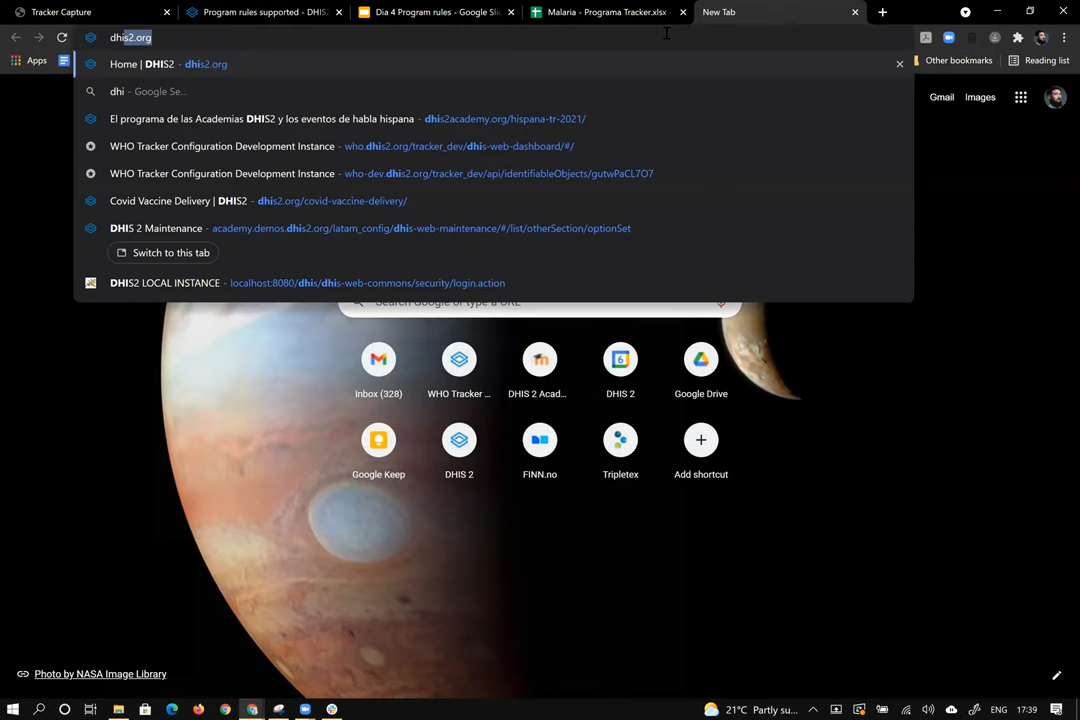 Tracker Capture
Program rules supported - DHIS2
Dia 4 Program rules - Google Sli
Malaria - Programa Tracker.xlsx -
New Tab
dhis2.org
Apps
Other bookmarks
Reading list
Home | DHIS2 - dhis2.org
dhi - Google Se...
El programa de las Academias DHIS2 y los eventos de habla hispana - dhis2academy.org/hispana-tr-2021/
WHO Tracker Configuration Development Instance - who.dhis2.org/tracker_dev/dhis-web-dashboard/#/
WHO Tracker Configuration Development Instance - who-dev.dhis2.org/tracker_dev/api/identifiableObjects/gutwPaCL7O7
Covid Vaccine Delivery | DHIS2 - dhis2.org/covid-vaccine-delivery/
DHIS 2 Maintenance - academy.demos.dhis2.org/latam_config/dhis-web-maintenance/#/list/otherSection/optionSet
Switch to this tab
DHIS2 LOCAL INSTANCE - localhost:8080/dhis/dhis-web-commons/security/login.action
Gmail Images
Search Google or type a URL
Inbox (328)
WHO Tracker ...
DHIS 2 Acad...
DHIS 2
Google Drive
Google Keep
DHIS 2
FINN.no
Tripletex
Add shortcut
Photo by NASA Image Library
21°C Partly su...
ENG
17:39